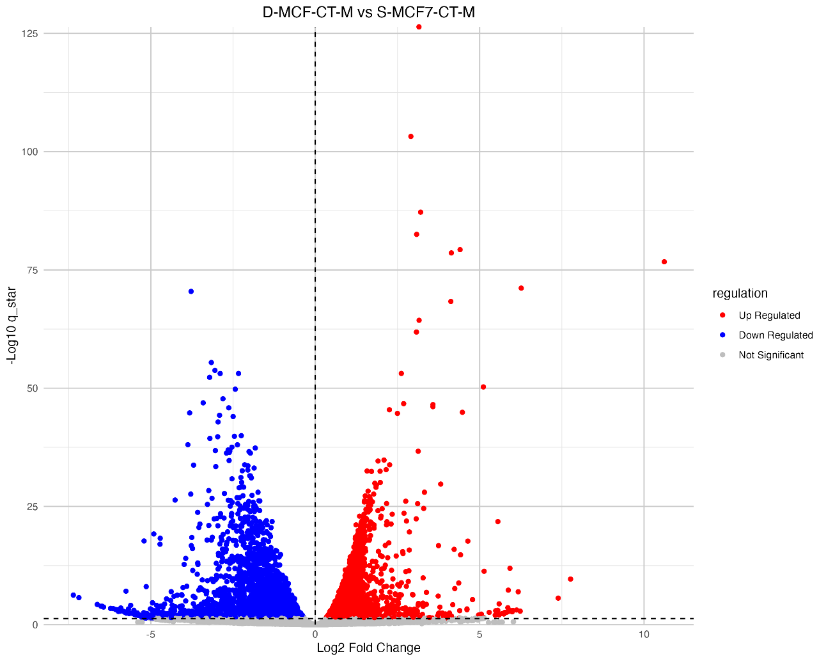 D-MCF-CT-M vs S-MCF7-CT-M
125
100
75
50
25
0
-Log10 q_star
-5
0
5
10
Log2 Fold Change
regulation
Up Regulated
Down Regulated
Not Significant